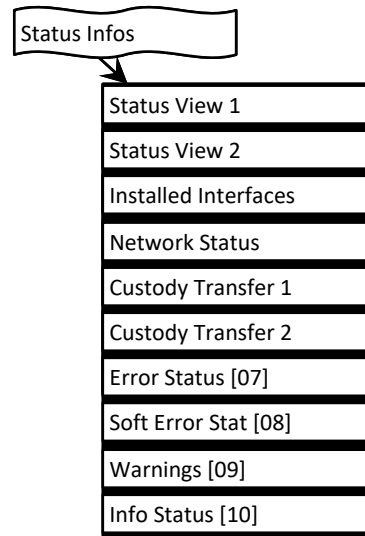 Status Infos
Status View 1
Status View 2
Installed Interfaces
Network Status
Custody Transfer 1
Custody Transfer 2
Error Status [07]
Soft Error Stat [08]
Warnings [09]
Info Status [10]